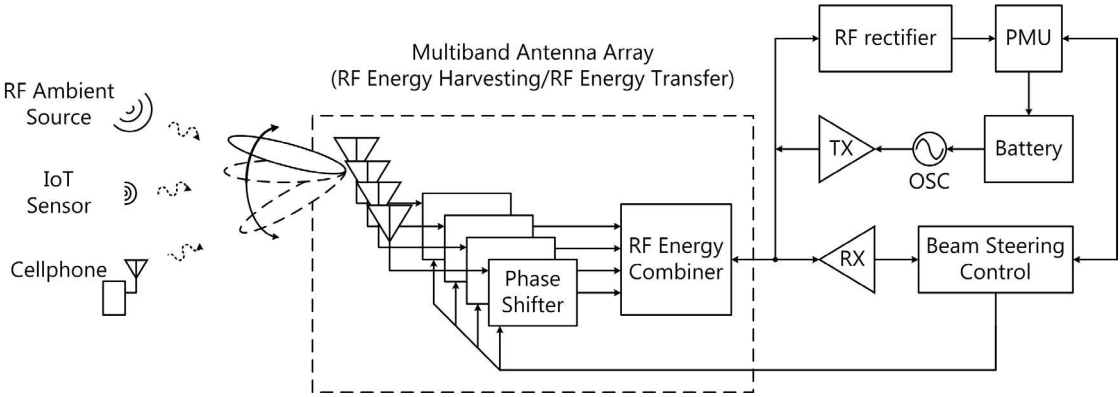 Multiband Antenna Array
(RF Energy Harvesting/RF Energy Transfer)
RF Ambient
Source
IoT
Sensor
Cellphone
Phase
Shifter
RF Energy
Combiner
RF rectifier
PMU
TX
OSC
Battery
RX
Beam Steering
Control